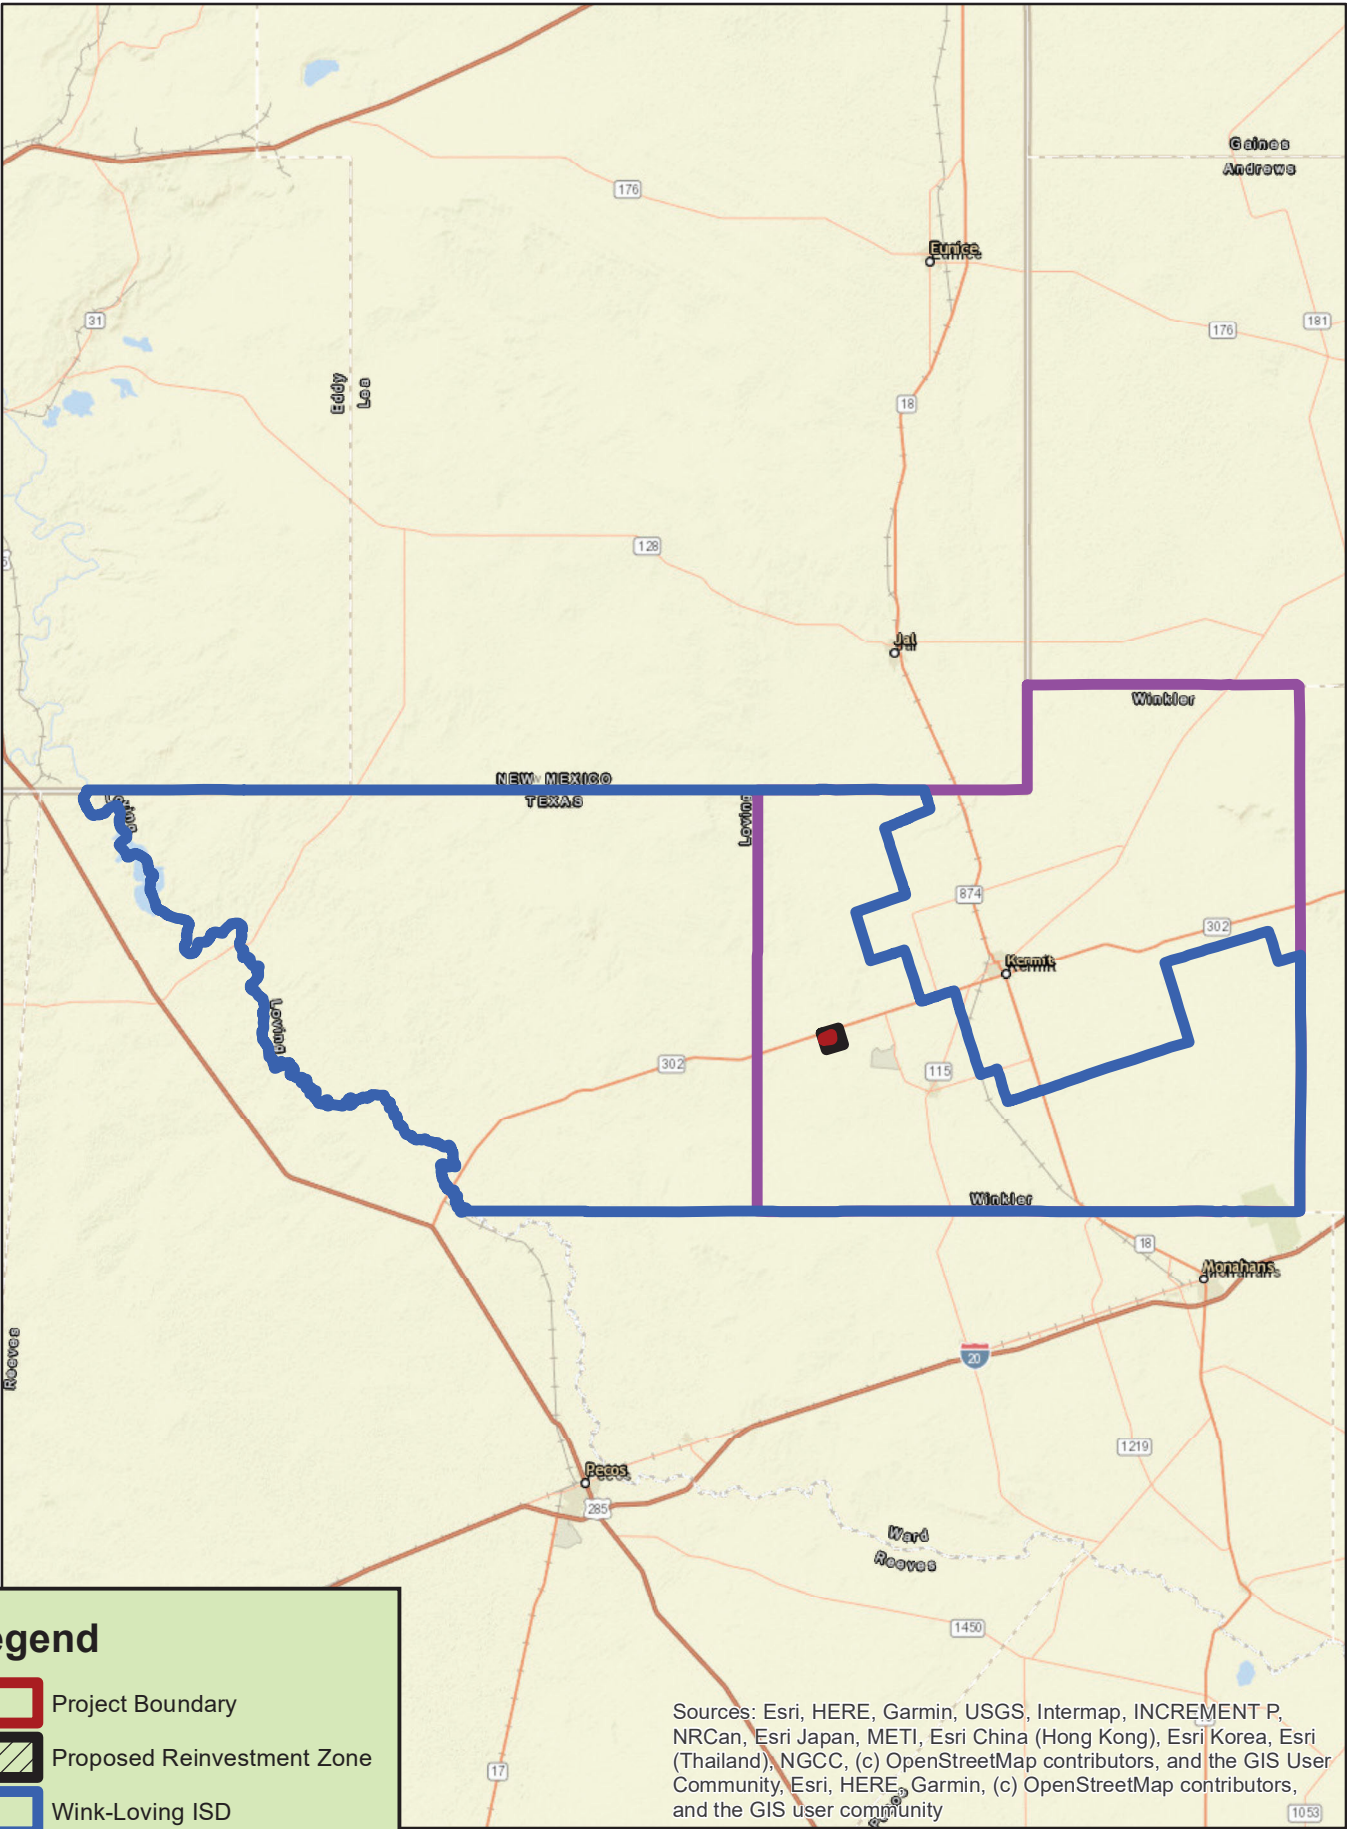 Gaines
Andrews
176
Eunice
31
176
181
Eddy
Lea
18
128
Jal
Winkler
NEW MEXICO
TEXAS
Loving
874
302
Kermit
Loving
302
115
Winkler
18
Monahans
Reeves
20
1219
Pecos
285
Ward
Reeves
1450
17
1053
egend
Project Boundary
Proposed Reinvestment Zone
Wink-Loving ISD
Sources: Esri, HERE, Garmin, USGS, Intermap, INCREMENT P,
NRCan, Esri Japan, METI, Esri China (Hong Kong), Esri Korea, Esri
(Thailand), NGCC, (c) OpenStreetMap contributors, and the GIS User
Community, Esri, HERE, Garmin, (c) OpenStreetMap contributors,
and the GIS user community